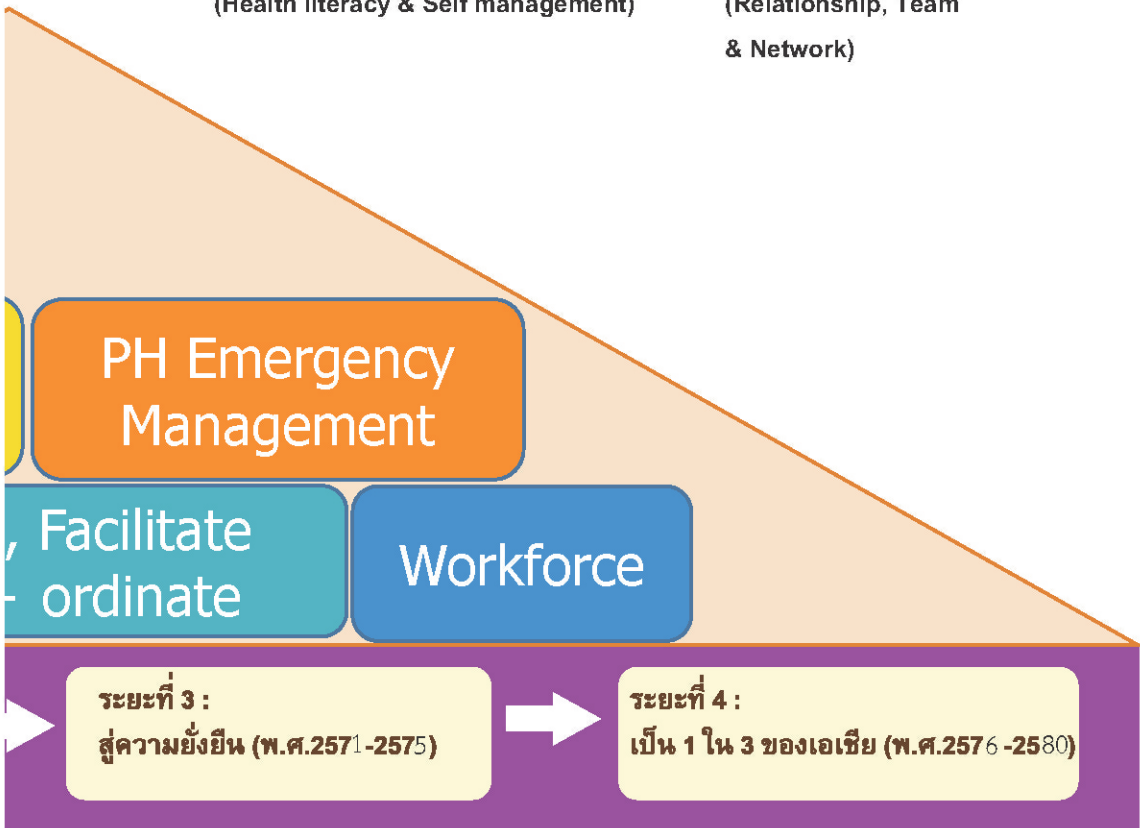 (Health literacy & Self management)
(Relationship, Team
& Network)
PH Emergency
Management
, Facilitate
- ordinate
Workforce
ระยะที่ 3 :
สู่ความยั่งยืน (พ.ศ.2571-2575)
ระยะที่ 4 :
เป็น 1 ใน 3 ของเอเชีย (พ.ศ.2576 -2580)